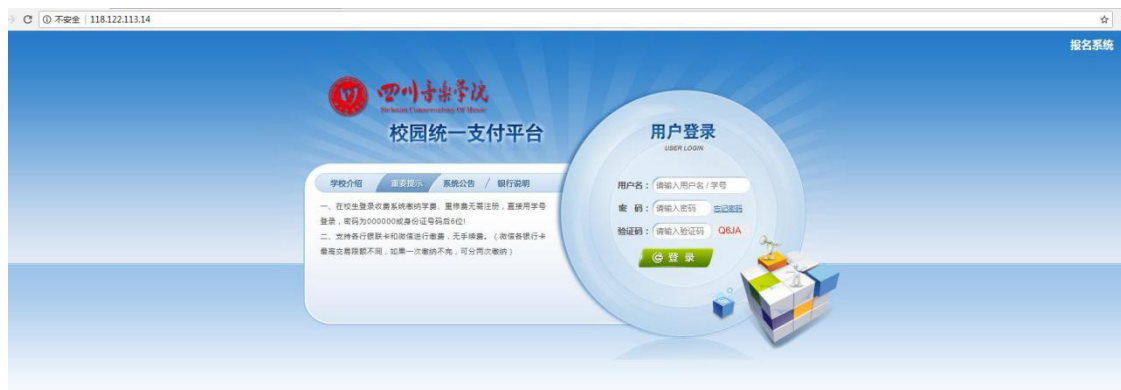 不安全 118.122.113.14
报名系统
四川音乐学院
Sichuan Conservatory Of Music
校园统一支付平台
学校介绍 重要提示 系统公告 / 银行说明
一、在校生登录收费系统缴纳学费、重修费无需注册，直接用学号
登录，密码为000000或身份证号码后6位!
二、支持各行银联卡和微信进行缴费，无手续费。（微信各银行卡
最高交易限额不同，如果一次缴纳不完，可分两次缴纳）
用户登录
USER LOGIN
用户名： 请输入用户名 / 学号
密 码： 请输入密码 忘记密码
验证码： 请输入验证码 Q6JA
登 录